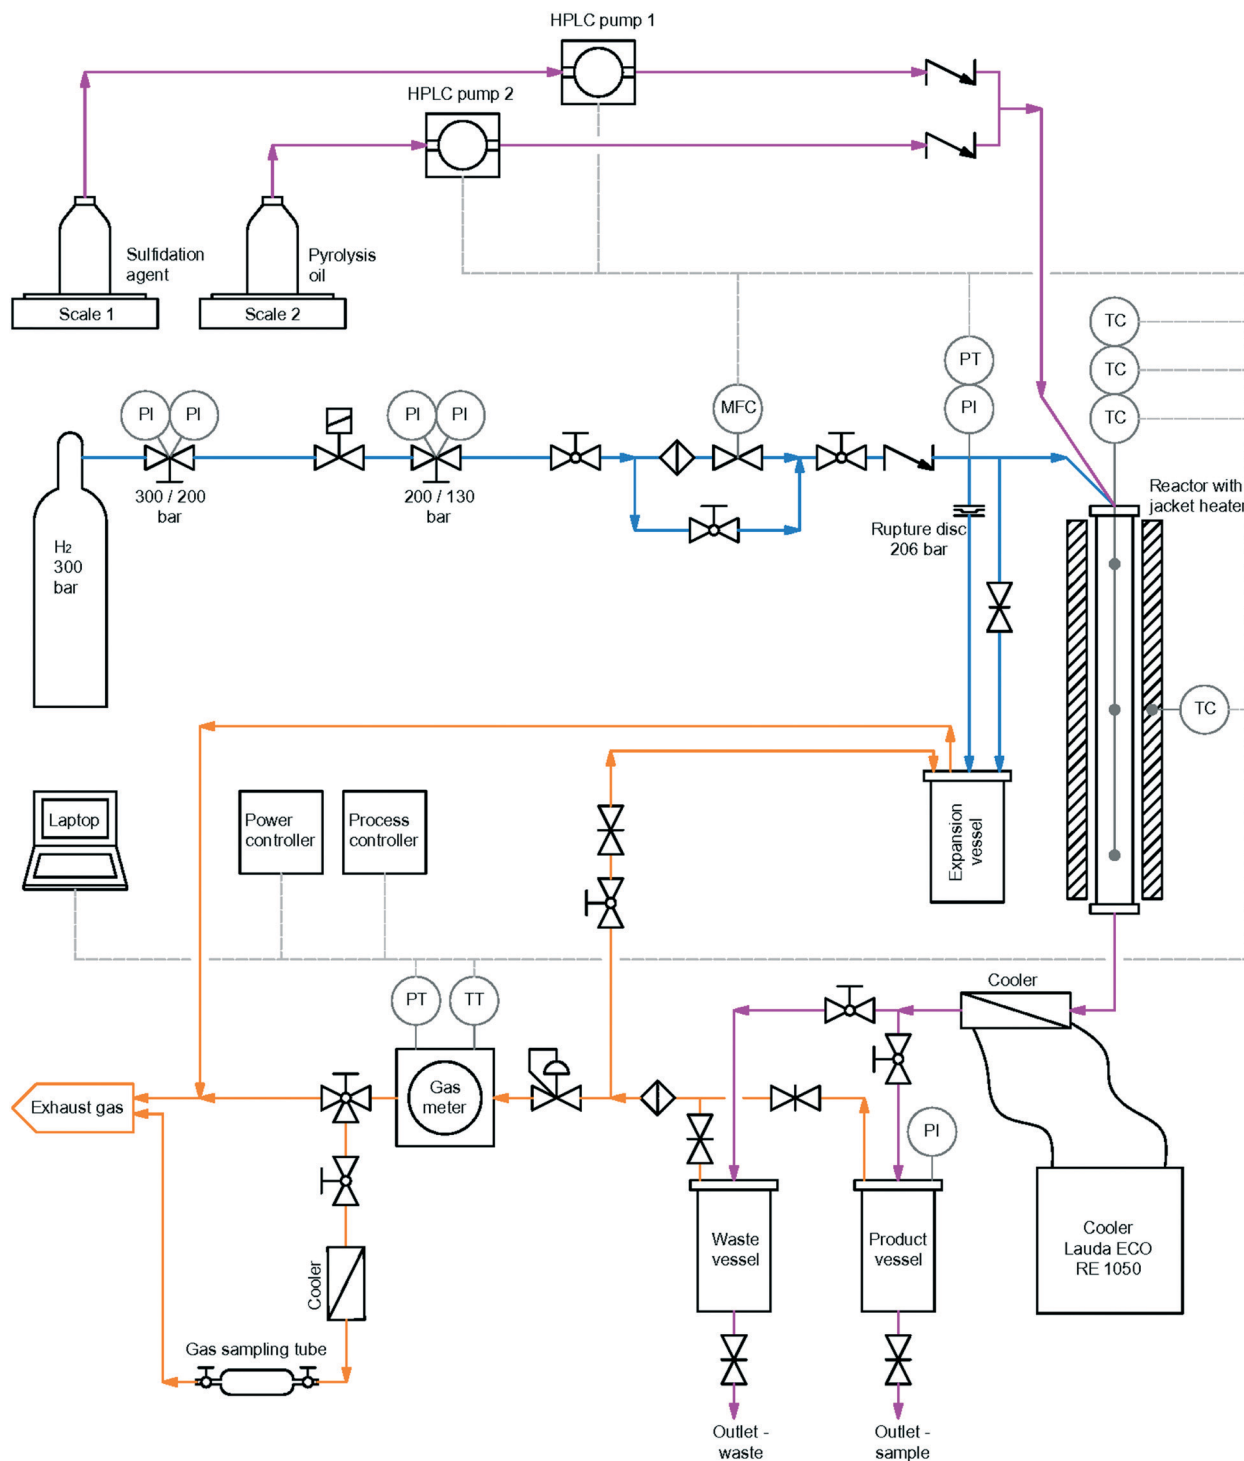 HPLC pump 1
HPLC pump 2
Sulfidation
agent
Pyrolysis
oil
Scale 1
Scale 2
TC
TC
TC
PT
PI
MFC
PI
PI
PI
PI
300 / 200
bar
200 / 130
bar
H2
300
bar
Rupture disc
206 bar
Reactor with
jacket heater
TC
Laptop
Power
controller
Process
controller
Expansion
vessel
PT
TT
Cooler
Gas
meter
Exhaust gas
PI
Waste
vessel
Product
vessel
Cooler
Lauda ECO
RE 1050
Cooler
Gas sampling tube
Outlet -
waste
Outlet -
sample